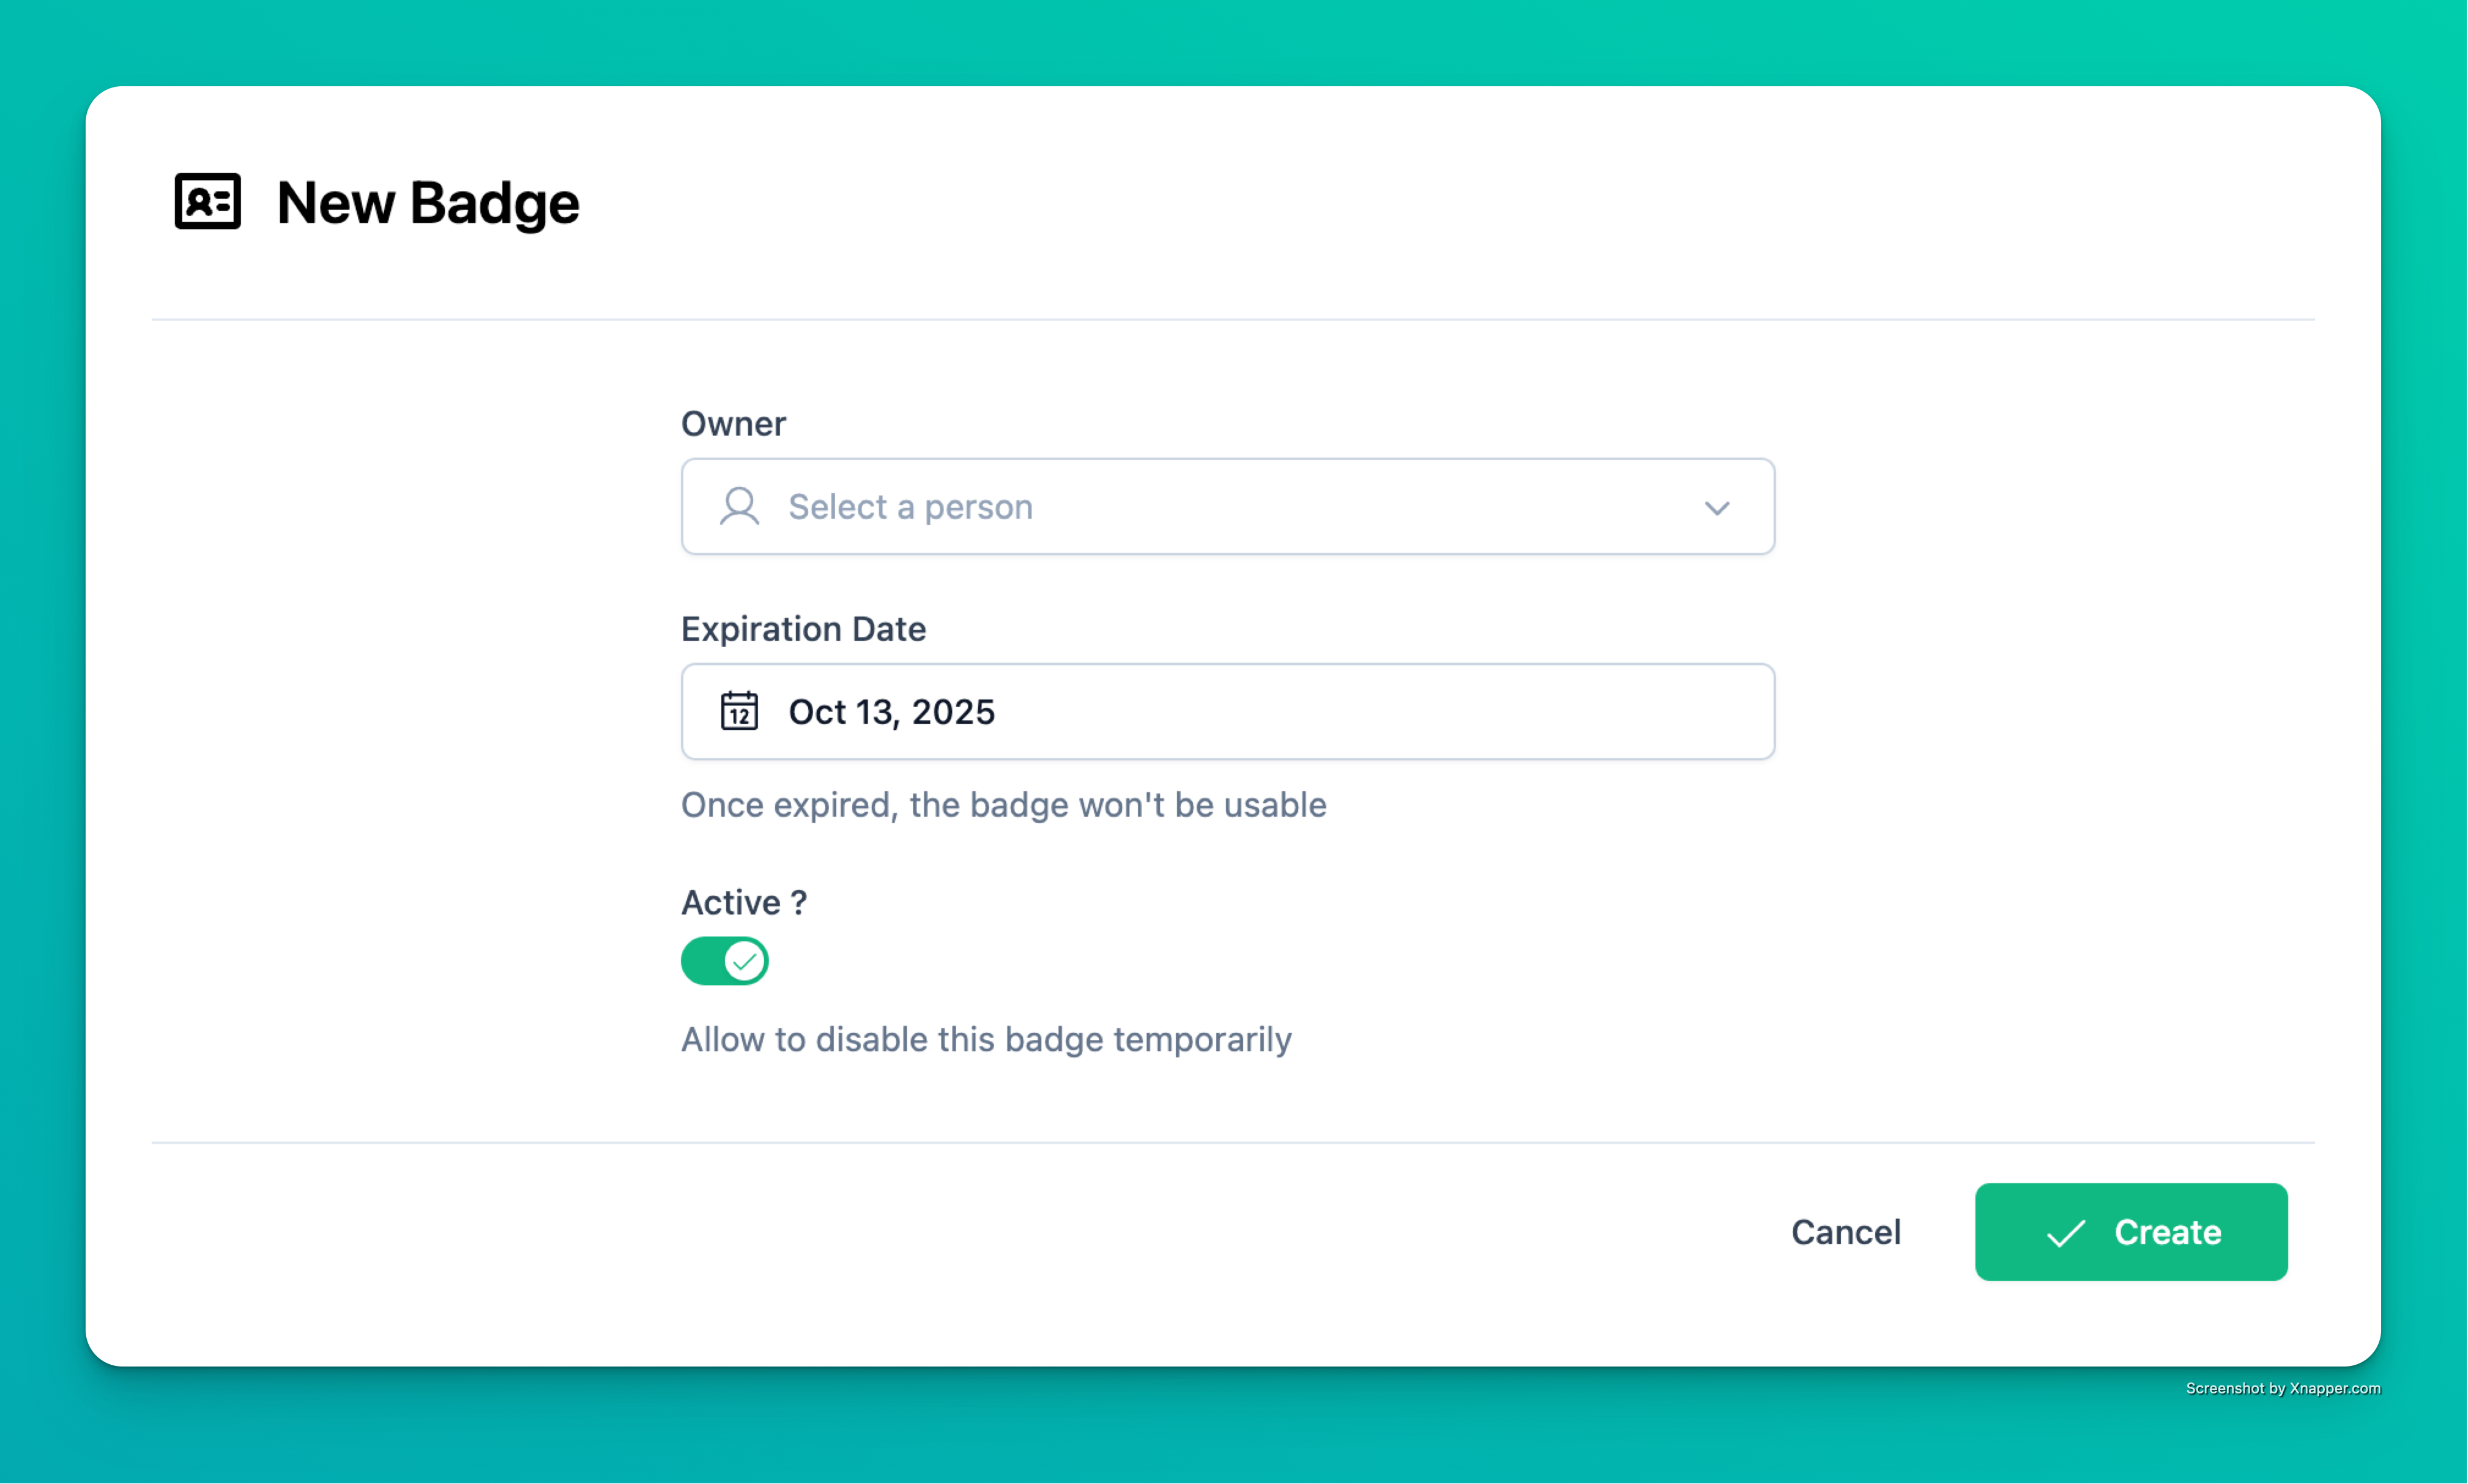 New Badge
Owner
Select a person
Expiration Date
12
Oct 13, 2025
Once expired, the badge won't be usable
Active ?
Allow to disable this badge temporarily
Cancel
Create
Screenshot by Xnapper.com